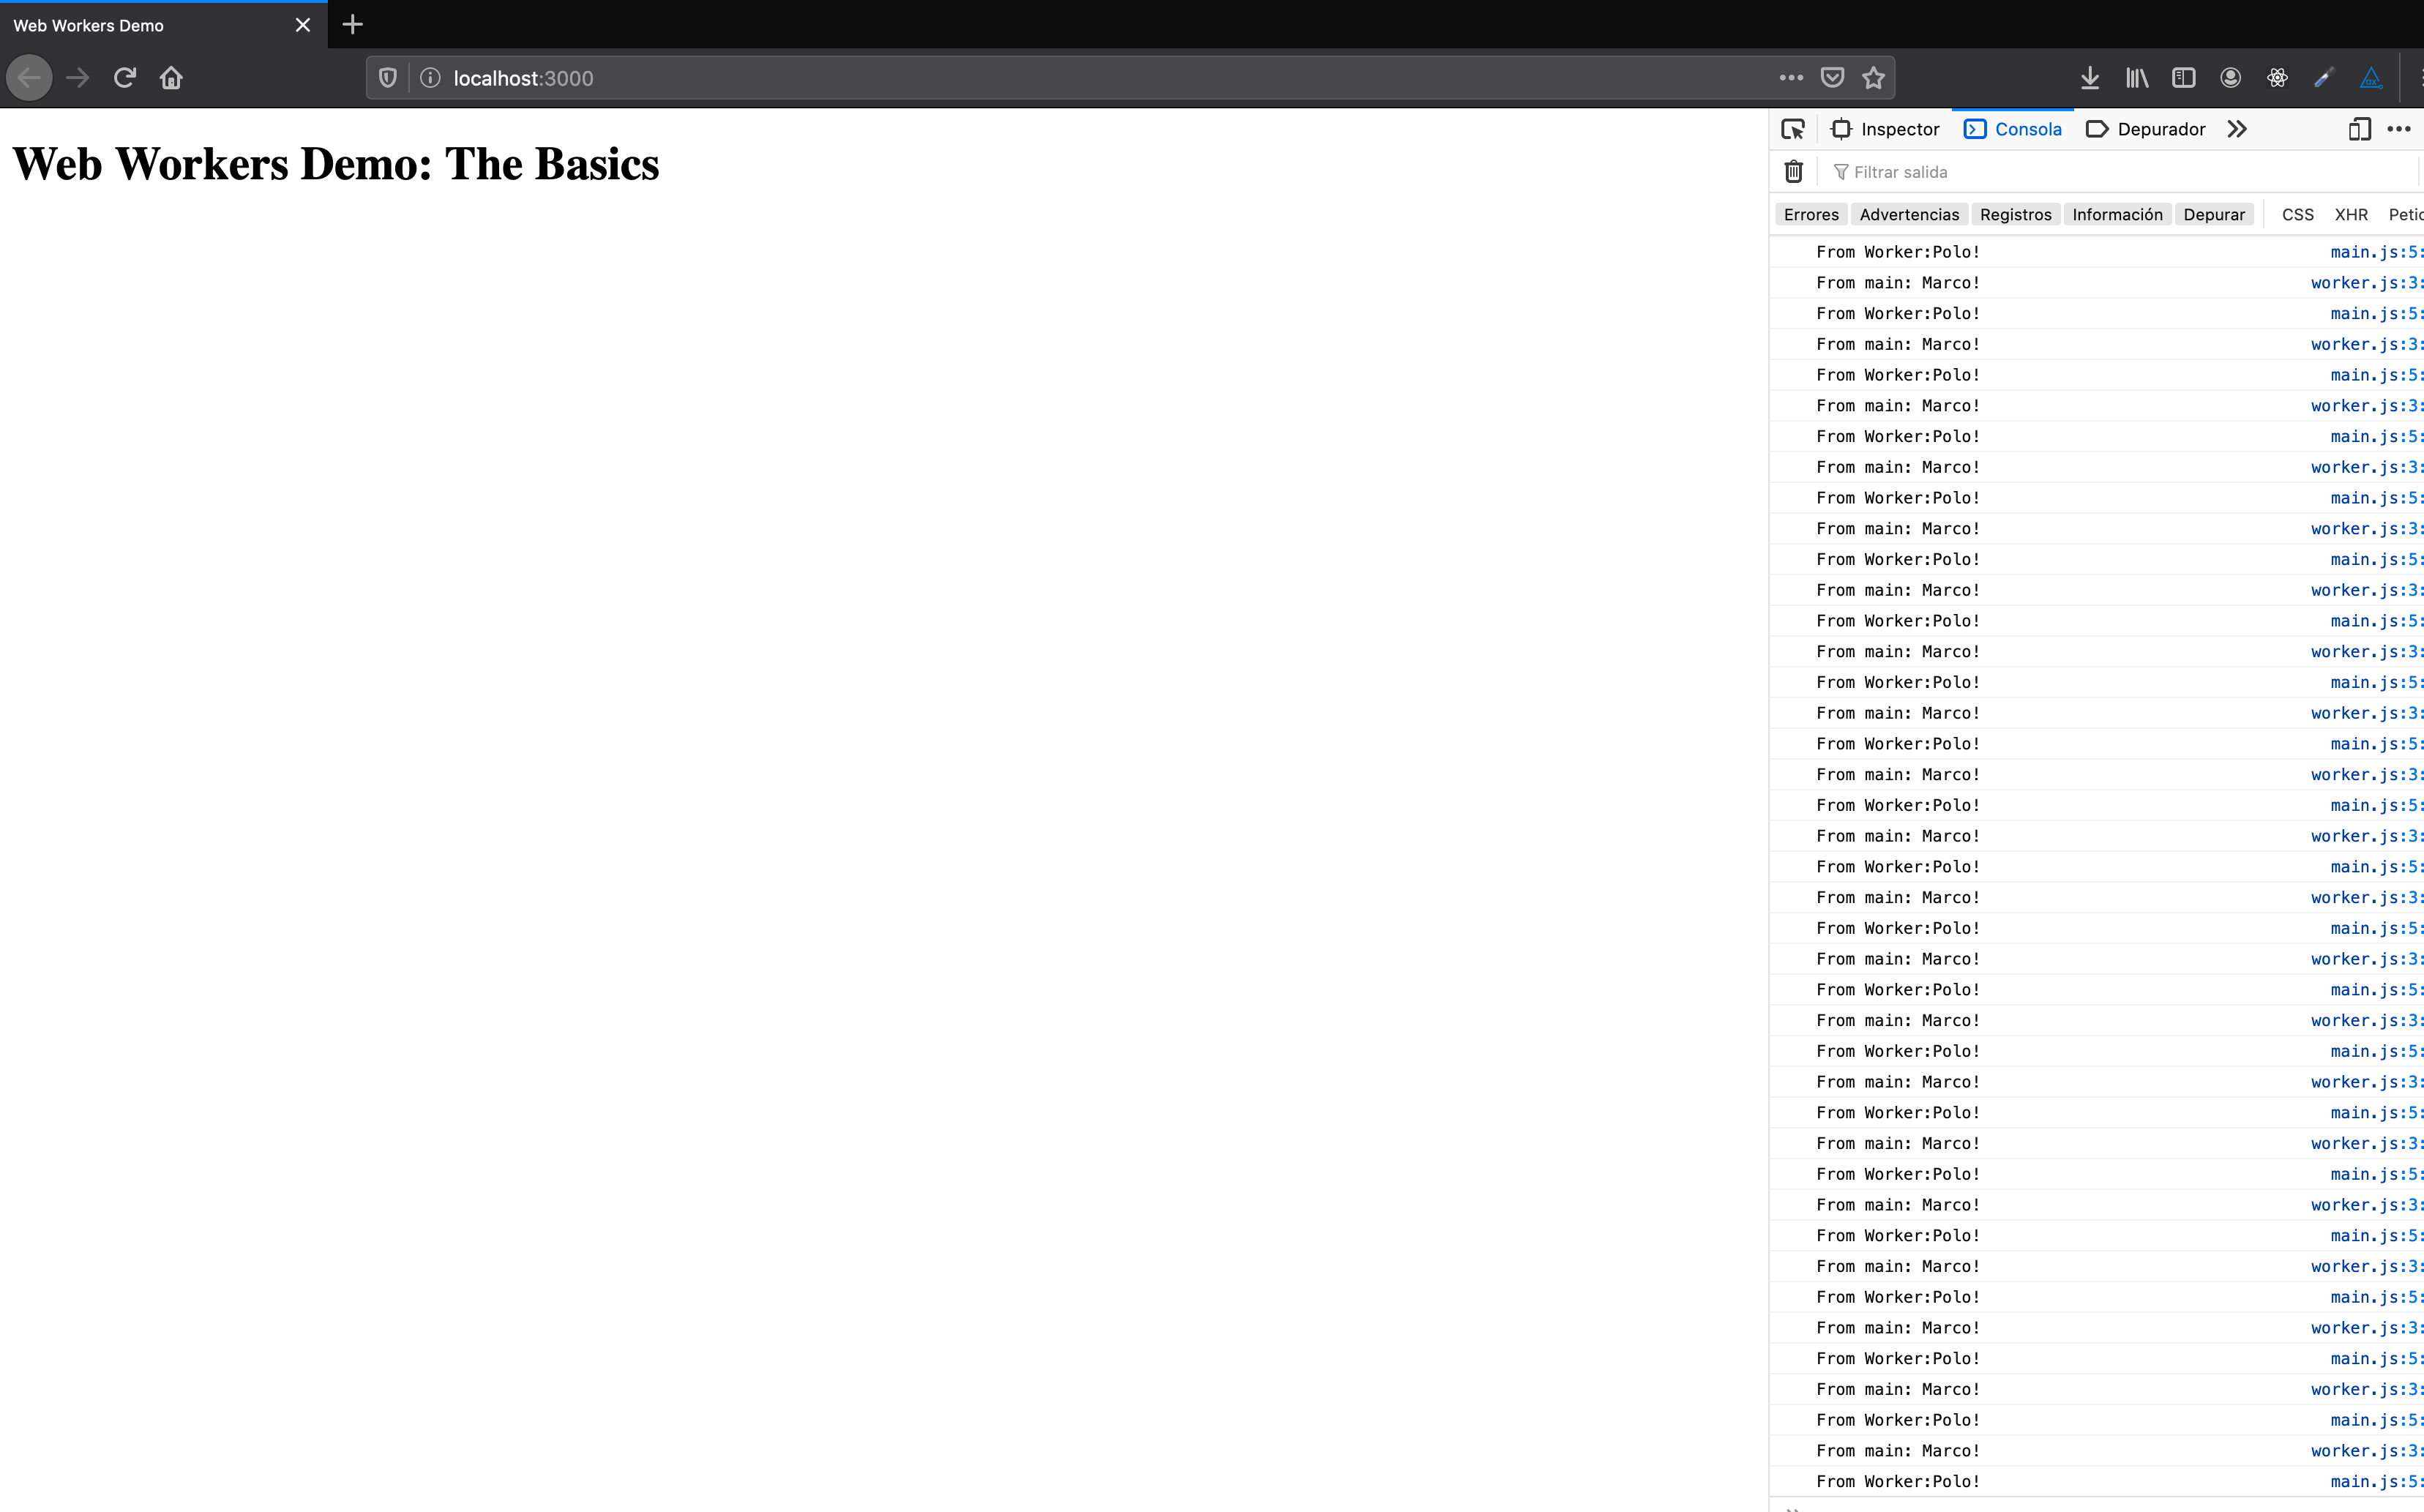 Web Workers Demo
localhost:3000
Web Workers Demo: The Basics
Inspector Consola Depurador
Filtrar salida
Errores Advertencias Registros Información Depurar CSS XHR
From Worker:Polo! main.js:5:
From main: Marco! worker.js:3:
From Worker:Polo! main.js:5:
From main: Marco! worker.js:3:
From Worker:Polo! main.js:5:
From main: Marco! worker.js:3:
From Worker:Polo! main.js:5:
From main: Marco! worker.js:3:
From Worker:Polo! main.js:5:
From main: Marco! worker.js:3:
From Worker:Polo! main.js:5:
From main: Marco! worker.js:3:
From Worker:Polo! main.js:5:
From main: Marco! worker.js:3:
From Worker:Polo! main.js:5:
From main: Marco! worker.js:3:
From Worker:Polo! main.js:5:
From main: Marco! worker.js:3:
From Worker:Polo! main.js:5:
From main: Marco! worker.js:3:
From Worker:Polo! main.js:5:
From main: Marco! worker.js:3:
From Worker:Polo! main.js:5:
From main: Marco! worker.js:3:
From Worker:Polo! main.js:5:
From main: Marco! worker.js:3:
From Worker:Polo! main.js:5:
From main: Marco! worker.js:3:
From Worker:Polo! main.js:5:
From main: Marco! worker.js:3:
From Worker:Polo! main.js:5:
From main: Marco! worker.js:3:
From Worker:Polo! main.js:5:
From main: Marco! worker.js:3:
From Worker:Polo! main.js:5:
From main: Marco! worker.js:3:
From Worker:Polo! main.js:5:
From main: Marco! worker.js:3:
From Worker:Polo! main.js:5:
From main: Marco! worker.js:3:
From Worker:Polo! main.js:5: